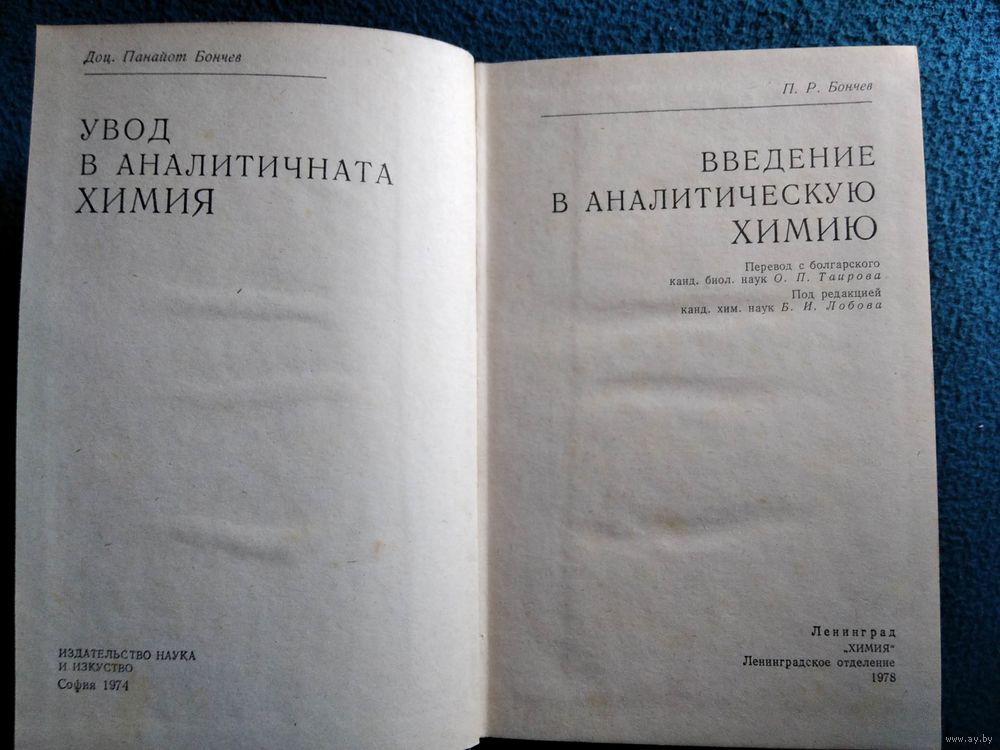 Доц. Панайот Бончев
УВОД
В АНАЛИТИЧНАТА
ХИМИЯ
ИЗДАТЕЛЬСТВО НАУКА
И ИЗКУСТВО
София 1974
П. Р. Бончев
ВВЕДЕНИЕ
В АНАЛИТИЧЕСКУЮ
ХИМИЮ
Перевод с болгарского
канд. биол. наук О. П. Таирова
Под редакцией
канд. хим. наук Б. И. Лобова
Ленинград
„ХИМИЯ“
Ленинградское отделение
1978
www.ay.by